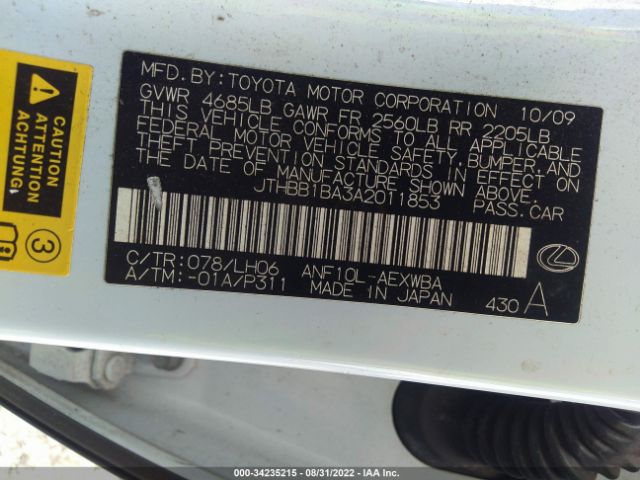 MFD.BY:TOYOTA MOTOR CORPORATION 10/09
GVWR 4685LB GAWR FR 2560LB RR 2205LB
THIS VEHICLE CONFORMS TO ALL APPLICABLE
FEDERAL MOTOR VEHICLE SAFETY, BUMPER, AND
THEFT PREVENTION STANDARDS IN EFFECT ON
THE DATE OF MANUFACTURE SHOWN ABOVE.
JTHBB1BA3A2011853 PASS.CAR
C/TR:078/LH06 ANF10L-AEXWBA
A/TM:-01A/P311 MADE IN JAPAN
430 A
3
000-34235215 - 08/31/2022 - IAA Inc.